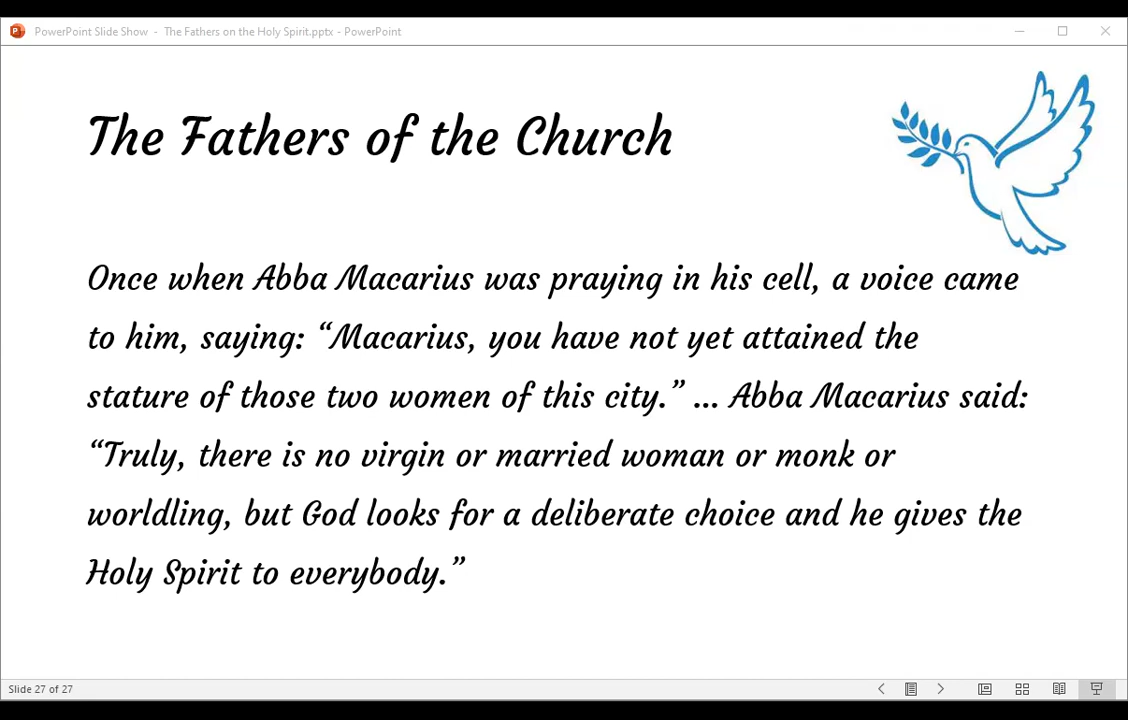 PowerPoint Slide Show - The Fathers on the Holy Spirit.pptx - PowerPoint
The Fathers of the Church
Once when Abba Macarius was praying in his cell, a voice came
to him, saying: “Macarius, you have not yet attained the
stature of those two women of this city.” ... Abba Macarius said:
“Truly, there is no virgin or married woman or monk or
worldling, but God looks for a deliberate choice and he gives the
Holy Spirit to everybody.”
Slide 27 of 27